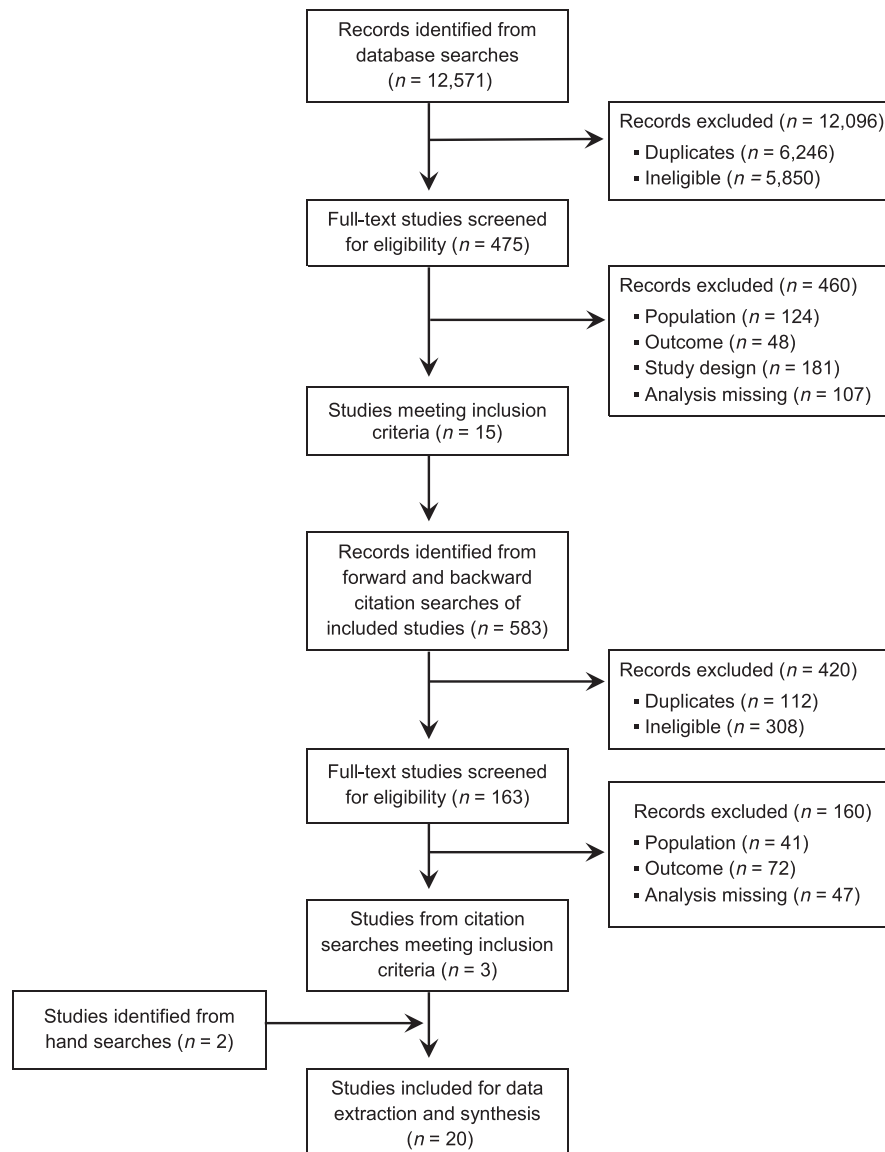 Records identified from
database searches
(n = 12,571)
Records excluded (n = 12,096)
▪ Duplicates (n = 6,246)
▪ Ineligible (n = 5,850)
Full-text studies screened
for eligibility (n = 475)
Records excluded (n = 460)
▪ Population (n = 124)
▪ Outcome (n = 48)
▪ Study design (n = 181)
▪ Analysis missing (n = 107)
Studies meeting inclusion
criteria (n = 15)
Records identified from
forward and backward
citation searches of
included studies (n = 583)
Records excluded (n = 420)
▪ Duplicates (n = 112)
▪ Ineligible (n = 308)
Full-text studies screened
for eligibility (n = 163)
Records excluded (n = 160)
▪ Population (n = 41)
▪ Outcome (n = 72)
▪ Analysis missing (n = 47)
Studies from citation
searches meeting inclusion
criteria (n = 3)
Studies identified from
hand searches (n = 2)
Studies included for data
extraction and synthesis
(n = 20)